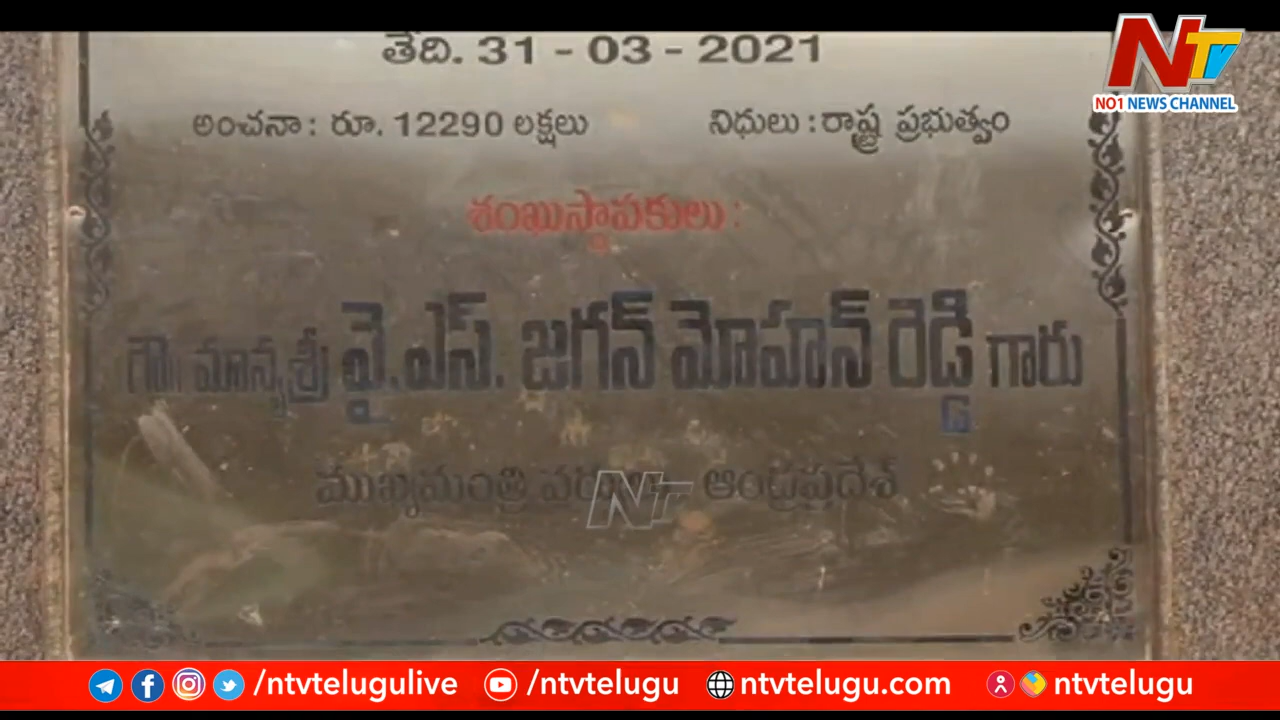 తేది. 31 - 03 - 2021
NTV
NO1 NEWS CHANNEL
అంచనా : రూ. 12290 లక్షలు నిధులు : రాష్ట్ర ప్రభుత్వం
శంఖుస్థాపకులు :
గౌ॥ మాన్యశ్రీ వై.ఎస్. జగన్ మోహన్ రెడ్డి గారు
ముఖ్యమంత్రి ఆంధ్రప్రదేశ్
NTV
/ntvtelugulive /ntvtelugu ntvtelugu.com ntvtelugu